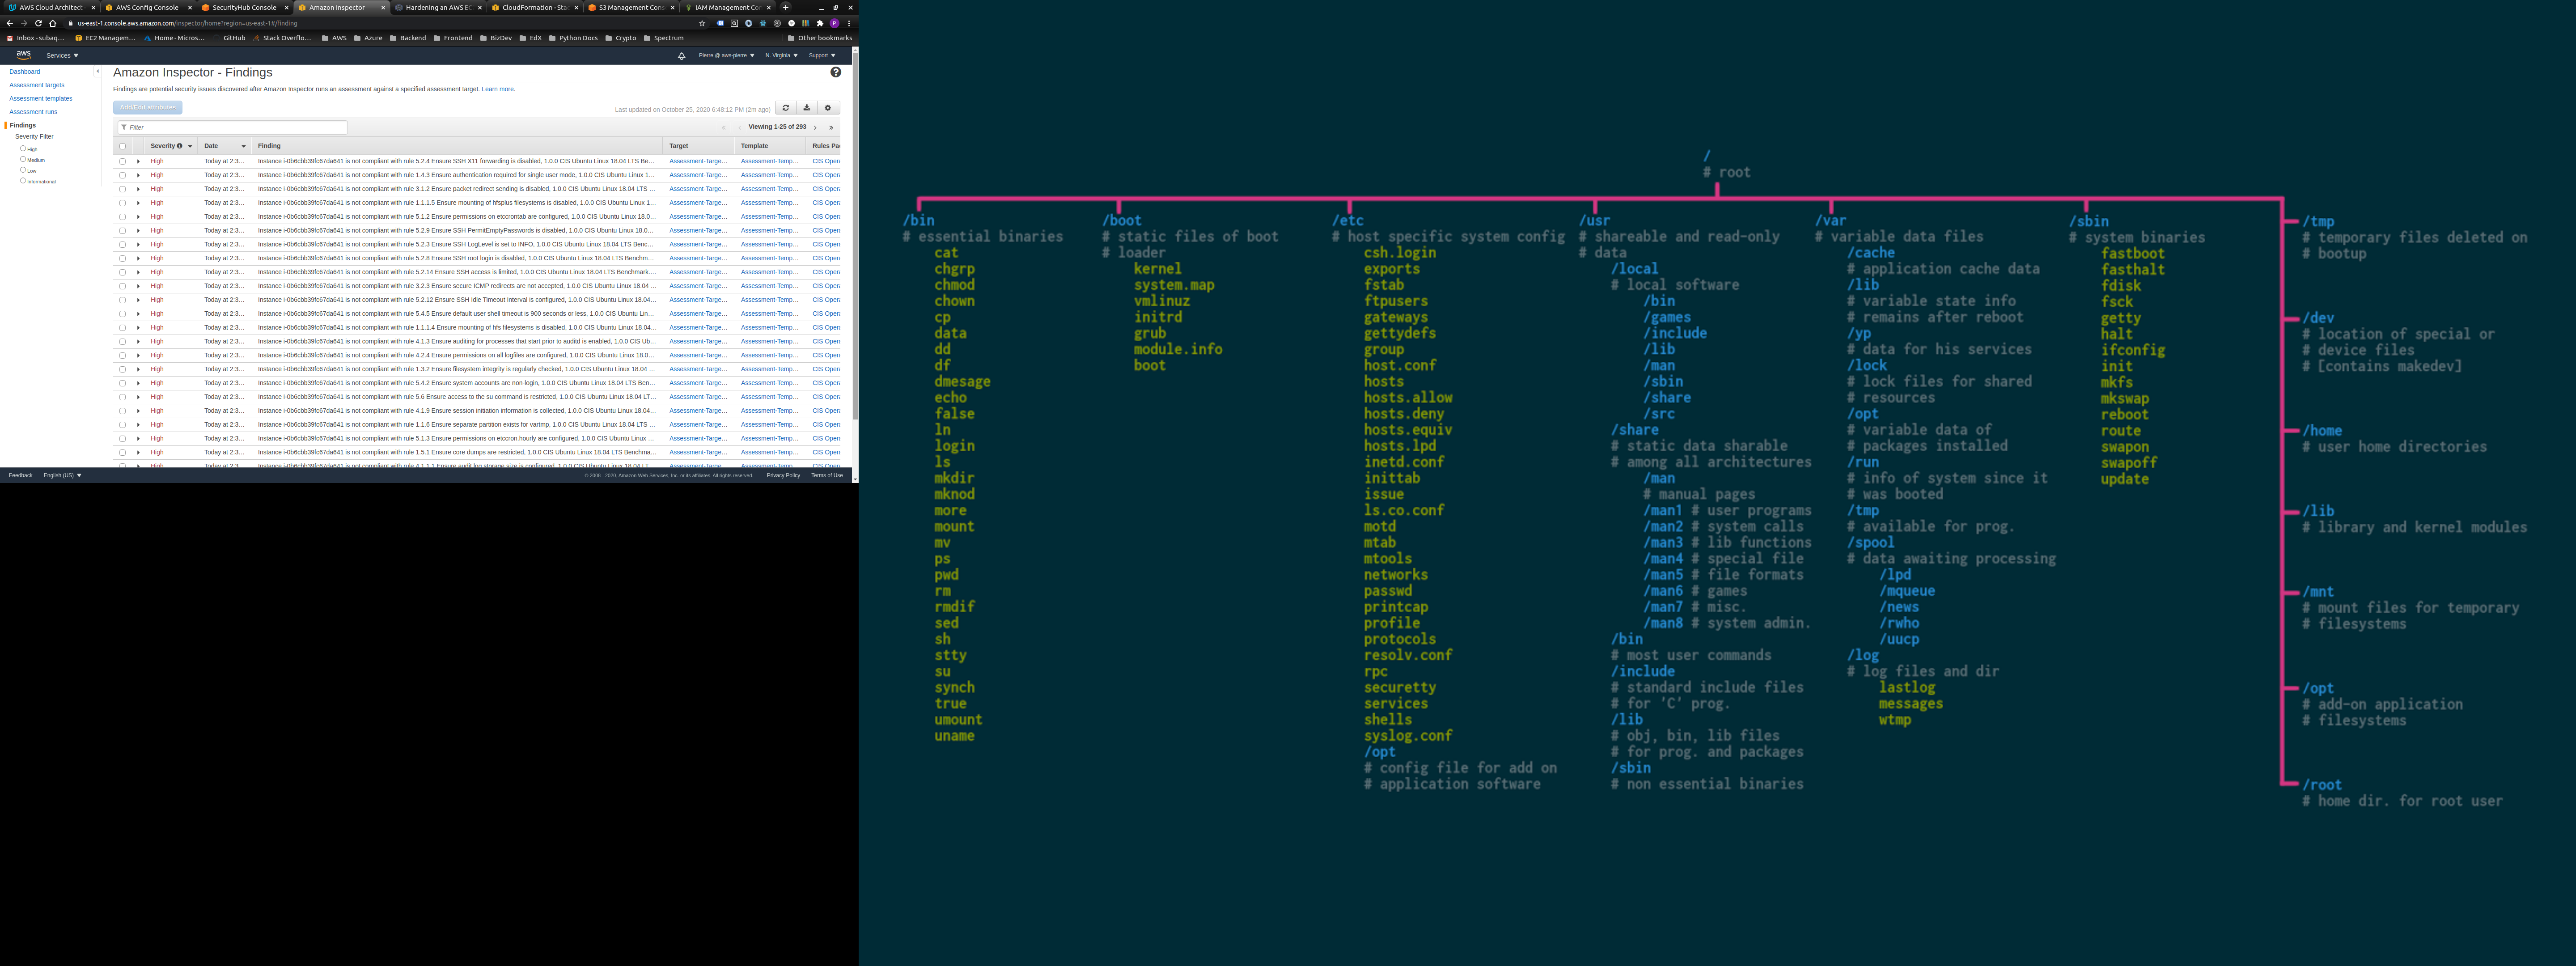 AWS Cloud Architect
AWS Config Console
SecurityHub Console
Amazon Inspector
Hardening an AWS EC
CloudFormation - Sta
S3 Management Cons
IAM Management Co
us-east-1.console.aws.amazon.com/inspector/home?region=us-east-1#/finding
Inbox - subaq...
EC2 Managem...
Home - Micros...
GitHub
Stack Overflo...
AWS
Azure
Backend
Frontend
BizDev
EdX
Python Docs
Crypto
Spectrum
Other bookmarks
aws
Services
Pierre @ aws-pierre
N. Virginia
Support
Dashboard
Assessment targets
Assessment templates
Assessment runs
Findings
Severity Filter
High
Medium
Low
Informational
Amazon Inspector - Findings
Findings are potential security issues discovered after Amazon Inspector runs an assessment against a specified assessment target. Learn more.
Add/Edit attributes
Last updated on October 25, 2020 6:48:12 PM (2m ago)
Filter
Viewing 1-25 of 293
Severity Date Finding Target Template Rules Pac
High Today at 2:3... Instance i-0b6cbb39fc67da641 is not compliant with rule 5.2.4 Ensure SSH X11 forwarding is disabled, 1.0.0 CIS Ubuntu Linux 18.04 LTS Be... Assessment-Targe... Assessment-Temp... CIS Opera
High Today at 2:3... Instance i-0b6cbb39fc67da641 is not compliant with rule 1.4.3 Ensure authentication required for single user mode, 1.0.0 CIS Ubuntu Linux 1... Assessment-Targe... Assessment-Temp... CIS Opera
High Today at 2:3... Instance i-0b6cbb39fc67da641 is not compliant with rule 3.1.2 Ensure packet redirect sending is disabled, 1.0.0 CIS Ubuntu Linux 18.04 LTS ... Assessment-Targe... Assessment-Temp... CIS Opera
High Today at 2:3... Instance i-0b6cbb39fc67da641 is not compliant with rule 1.1.1.5 Ensure mounting of hfsplus filesystems is disabled, 1.0.0 CIS Ubuntu Linux 1... Assessment-Targe... Assessment-Temp... CIS Opera
High Today at 2:3... Instance i-0b6cbb39fc67da641 is not compliant with rule 5.1.2 Ensure permissions on etccrontab are configured, 1.0.0 CIS Ubuntu Linux 18.0... Assessment-Targe... Assessment-Temp... CIS Opera
High Today at 2:3... Instance i-0b6cbb39fc67da641 is not compliant with rule 5.2.9 Ensure SSH PermitEmptyPasswords is disabled, 1.0.0 CIS Ubuntu Linux 18.0... Assessment-Targe... Assessment-Temp... CIS Opera
High Today at 2:3... Instance i-0b6cbb39fc67da641 is not compliant with rule 5.2.3 Ensure SSH LogLevel is set to INFO, 1.0.0 CIS Ubuntu Linux 18.04 LTS Benc... Assessment-Targe... Assessment-Temp... CIS Opera
High Today at 2:3... Instance i-0b6cbb39fc67da641 is not compliant with rule 5.2.8 Ensure SSH root login is disabled, 1.0.0 CIS Ubuntu Linux 18.04 LTS Benchm... Assessment-Targe... Assessment-Temp... CIS Opera
High Today at 2:3... Instance i-0b6cbb39fc67da641 is not compliant with rule 5.2.14 Ensure SSH access is limited, 1.0.0 CIS Ubuntu Linux 18.04 LTS Benchmark.... Assessment-Targe... Assessment-Temp... CIS Opera
High Today at 2:3... Instance i-0b6cbb39fc67da641 is not compliant with rule 3.2.3 Ensure secure ICMP redirects are not accepted, 1.0.0 CIS Ubuntu Linux 18.04 ... Assessment-Targe... Assessment-Temp... CIS Opera
High Today at 2:3... Instance i-0b6cbb39fc67da641 is not compliant with rule 5.2.12 Ensure SSH Idle Timeout Interval is configured, 1.0.0 CIS Ubuntu Linux 18.04... Assessment-Targe... Assessment-Temp... CIS Opera
High Today at 2:3... Instance i-0b6cbb39fc67da641 is not compliant with rule 5.4.5 Ensure default user shell timeout is 900 seconds or less, 1.0.0 CIS Ubuntu Lin... Assessment-Targe... Assessment-Temp... CIS Opera
High Today at 2:3... Instance i-0b6cbb39fc67da641 is not compliant with rule 1.1.1.4 Ensure mounting of hfs filesystems is disabled, 1.0.0 CIS Ubuntu Linux 18.04... Assessment-Targe... Assessment-Temp... CIS Opera
High Today at 2:3... Instance i-0b6cbb39fc67da641 is not compliant with rule 4.1.3 Ensure auditing for processes that start prior to auditd is enabled, 1.0.0 CIS Ub... Assessment-Targe... Assessment-Temp... CIS Opera
High Today at 2:3... Instance i-0b6cbb39fc67da641 is not compliant with rule 4.2.4 Ensure permissions on all logfiles are configured, 1.0.0 CIS Ubuntu Linux 18.0... Assessment-Targe... Assessment-Temp... CIS Opera
High Today at 2:3... Instance i-0b6cbb39fc67da641 is not compliant with rule 1.3.2 Ensure filesystem integrity is regularly checked, 1.0.0 CIS Ubuntu Linux 18.04 ... Assessment-Targe... Assessment-Temp... CIS Opera
High Today at 2:3... Instance i-0b6cbb39fc67da641 is not compliant with rule 5.4.2 Ensure system accounts are non-login, 1.0.0 CIS Ubuntu Linux 18.04 LTS Ben... Assessment-Targe... Assessment-Temp... CIS Opera
High Today at 2:3... Instance i-0b6cbb39fc67da641 is not compliant with rule 5.6 Ensure access to the su command is restricted, 1.0.0 CIS Ubuntu Linux 18.04 LT... Assessment-Targe... Assessment-Temp... CIS Opera
High Today at 2:3... Instance i-0b6cbb39fc67da641 is not compliant with rule 4.1.9 Ensure session initiation information is collected, 1.0.0 CIS Ubuntu Linux 18.04... Assessment-Targe... Assessment-Temp... CIS Opera
High Today at 2:3... Instance i-0b6cbb39fc67da641 is not compliant with rule 1.1.6 Ensure separate partition exists for vartmp, 1.0.0 CIS Ubuntu Linux 18.04 LTS ... Assessment-Targe... Assessment-Temp... CIS Opera
High Today at 2:3... Instance i-0b6cbb39fc67da641 is not compliant with rule 5.1.3 Ensure permissions on etccron.hourly are configured, 1.0.0 CIS Ubuntu Linux ... Assessment-Targe... Assessment-Temp... CIS Opera
High Today at 2:3... Instance i-0b6cbb39fc67da641 is not compliant with rule 1.5.1 Ensure core dumps are restricted, 1.0.0 CIS Ubuntu Linux 18.04 LTS Benchma... Assessment-Targe... Assessment-Temp... CIS Opera
High Today at 2:3... Instance i-0b6cbb39fc67da641 is not compliant with rule 4.1.1.1 Ensure audit log storage size is configured, 1.0.0 CIS Ubuntu Linux 18.04 LT... Assessment-Targe... Assessment-Temp... CIS Opera
Feedback
English (US)
© 2008 - 2020, Amazon Web Services, Inc. or its affiliates. All rights reserved.
Privacy Policy
Terms of Use
/
# root
/bin
# essential binaries
cat
chgrp
chmod
chown
cp
data
dd
df
dmesage
echo
false
ln
login
ls
mkdir
mknod
more
mount
mv
ps
pwd
rm
rmdif
sed
sh
stty
su
synch
true
umount
uname
/boot
# static files of boot
# loader
kernel
system.map
vmlinuz
initrd
grub
module.info
boot
/etc
# host specific system config
csh.login
exports
fstab
ftpusers
gateways
gettydefs
group
host.conf
hosts
hosts.allow
hosts.deny
hosts.equiv
hosts.lpd
inetd.conf
inittab
issue
ls.co.conf
motd
mtab
mtools
networks
passwd
printcap
profile
protocols
resolv.conf
rpc
securetty
services
shells
syslog.conf
/opt
# config file for add on
# application software
/usr
# shareable and read-only
# data
/local
# local software
/bin
/games
/include
/lib
/man
/sbin
/share
/src
/share
# static data sharable
# among all architectures
/man
# manual pages
/man1 # user programs
/man2 # system calls
/man3 # lib functions
/man4 # special file
/man5 # file formats
/man6 # games
/man7 # misc.
/man8 # system admin.
/bin
# most user commands
/include
# standard include files
# for 'C' prog.
/lib
# obj, bin, lib files
# for prog. and packages
/sbin
# non essential binaries
/var
# variable data files
/cache
# application cache data
/lib
# variable state info
# remains after reboot
/yp
# data for his services
/lock
# lock files for shared
# resources
/opt
# variable data of
# packages installed
/run
# info of system since it
# was booted
/tmp
# available for prog.
/spool
# data awaiting processing
/lpd
/mqueue
/news
/rwho
/uucp
/log
# log files and dir
lastlog
messages
wtmp
/sbin
# system binaries
fastboot
fasthalt
fdisk
fsck
getty
halt
ifconfig
init
mkfs
mkswap
reboot
route
swapon
swapoff
update
/tmp
# temporary files deleted on
# bootup
/dev
# location of special or
# device files
# [contains makedev]
/home
# user home directories
/lib
# library and kernel modules
/mnt
# mount files for temporary
# filesystems
/opt
# add-on application
# filesystems
/root
# home dir. for root user